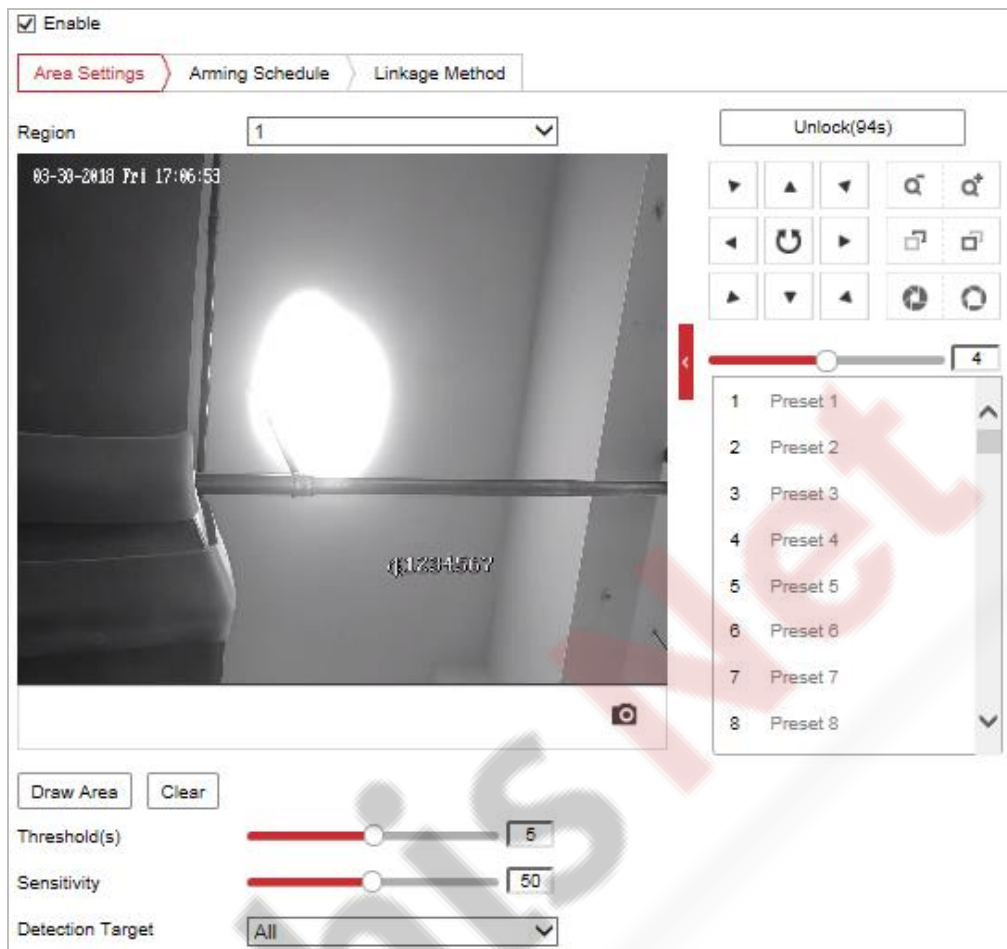 Enable
Area Settings
Arming Schedule
Linkage Method
Region
1
Unlock(94s)
03-30-2018 Fri 17:06:53
4
1 Preset 1
2 Preset 2
3 Preset 3
4 Preset 4
5 Preset 5
6 Preset 6
7 Preset 7
8 Preset 8
Draw Area
Clear
Threshold(s)
5
Sensitivity
50
Detection Target
All
Net